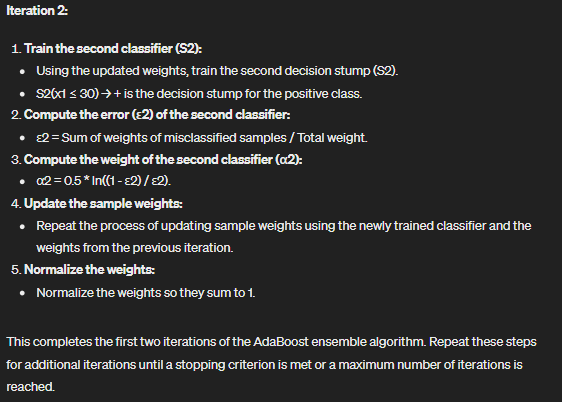 Iteration 2:
1. Train the second classifier (S2):
• Using the updated weights, train the second decision stump (S2).
• S2(x1 ≤ 30) → + is the decision stump for the positive class.
2. Compute the error (ε2) of the second classifier:
• ε2 = Sum of weights of misclassified samples / Total weight.
3. Compute the weight of the second classifier (α2):
• α2 = 0.5 * ln((1 - ε2) / ε2).
4. Update the sample weights:
• Repeat the process of updating sample weights using the newly trained classifier and the
weights from the previous iteration.
5. Normalize the weights:
• Normalize the weights so they sum to 1.
This completes the first two iterations of the AdaBoost ensemble algorithm. Repeat these steps
for additional iterations until a stopping criterion is met or a maximum number of iterations is
reached.